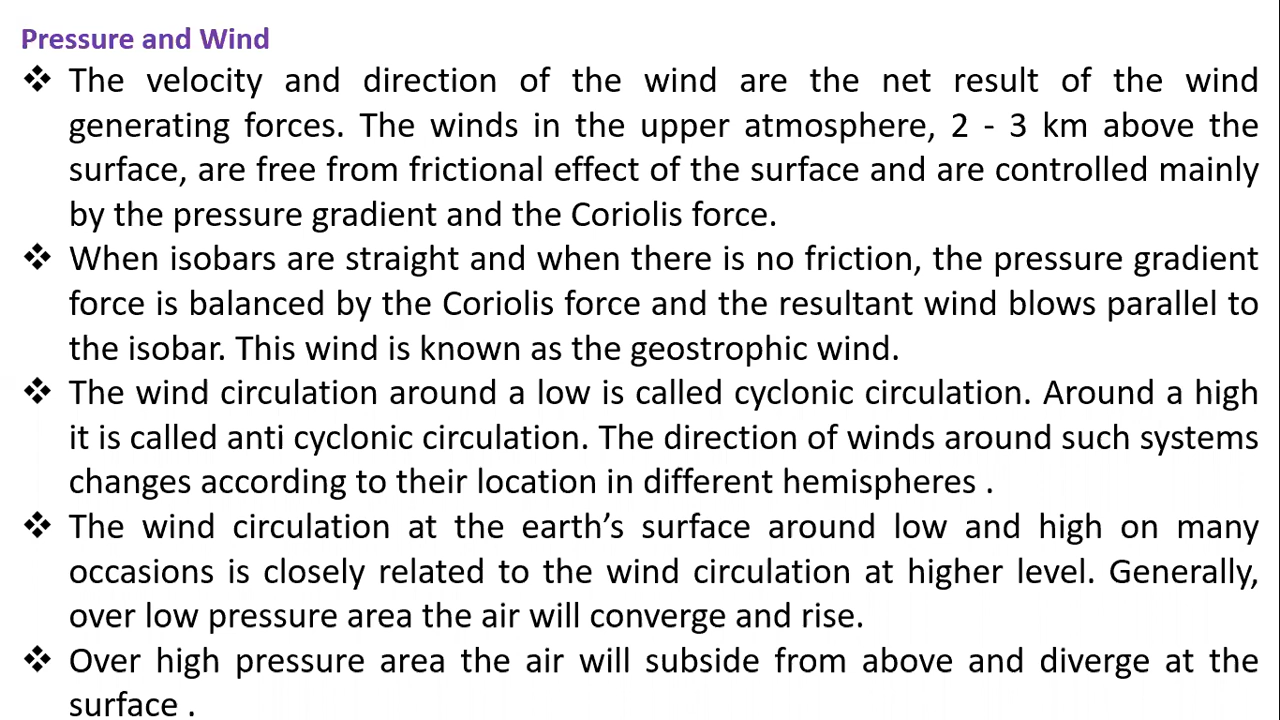 Pressure and Wind
❖ The velocity and direction of the wind are the net result of the wind
generating forces. The winds in the upper atmosphere, 2 - 3 km above the
surface, are free from frictional effect of the surface and are controlled mainly
by the pressure gradient and the Coriolis force.
❖ When isobars are straight and when there is no friction, the pressure gradient
force is balanced by the Coriolis force and the resultant wind blows parallel to
the isobar. This wind is known as the geostrophic wind.
❖ The wind circulation around a low is called cyclonic circulation. Around a high
it is called anti cyclonic circulation. The direction of winds around such systems
changes according to their location in different hemispheres .
❖ The wind circulation at the earth’s surface around low and high on many
occasions is closely related to the wind circulation at higher level. Generally,
over low pressure area the air will converge and rise.
❖ Over high pressure area the air will subside from above and diverge at the
surface .